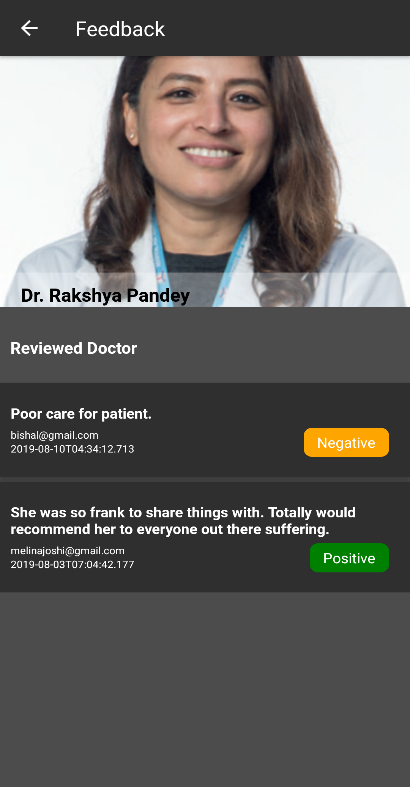 Feedback
Dr. Rakshya Pandey
Reviewed Doctor
Poor care for patient.
bishal@gmail.com
2019-08-10T04:34:12.713
Negative
She was so frank to share things with. Totally would
recommend her to everyone out there suffering.
melinajoshi@gmail.com
2019-08-03T07:04:42.177
Positive